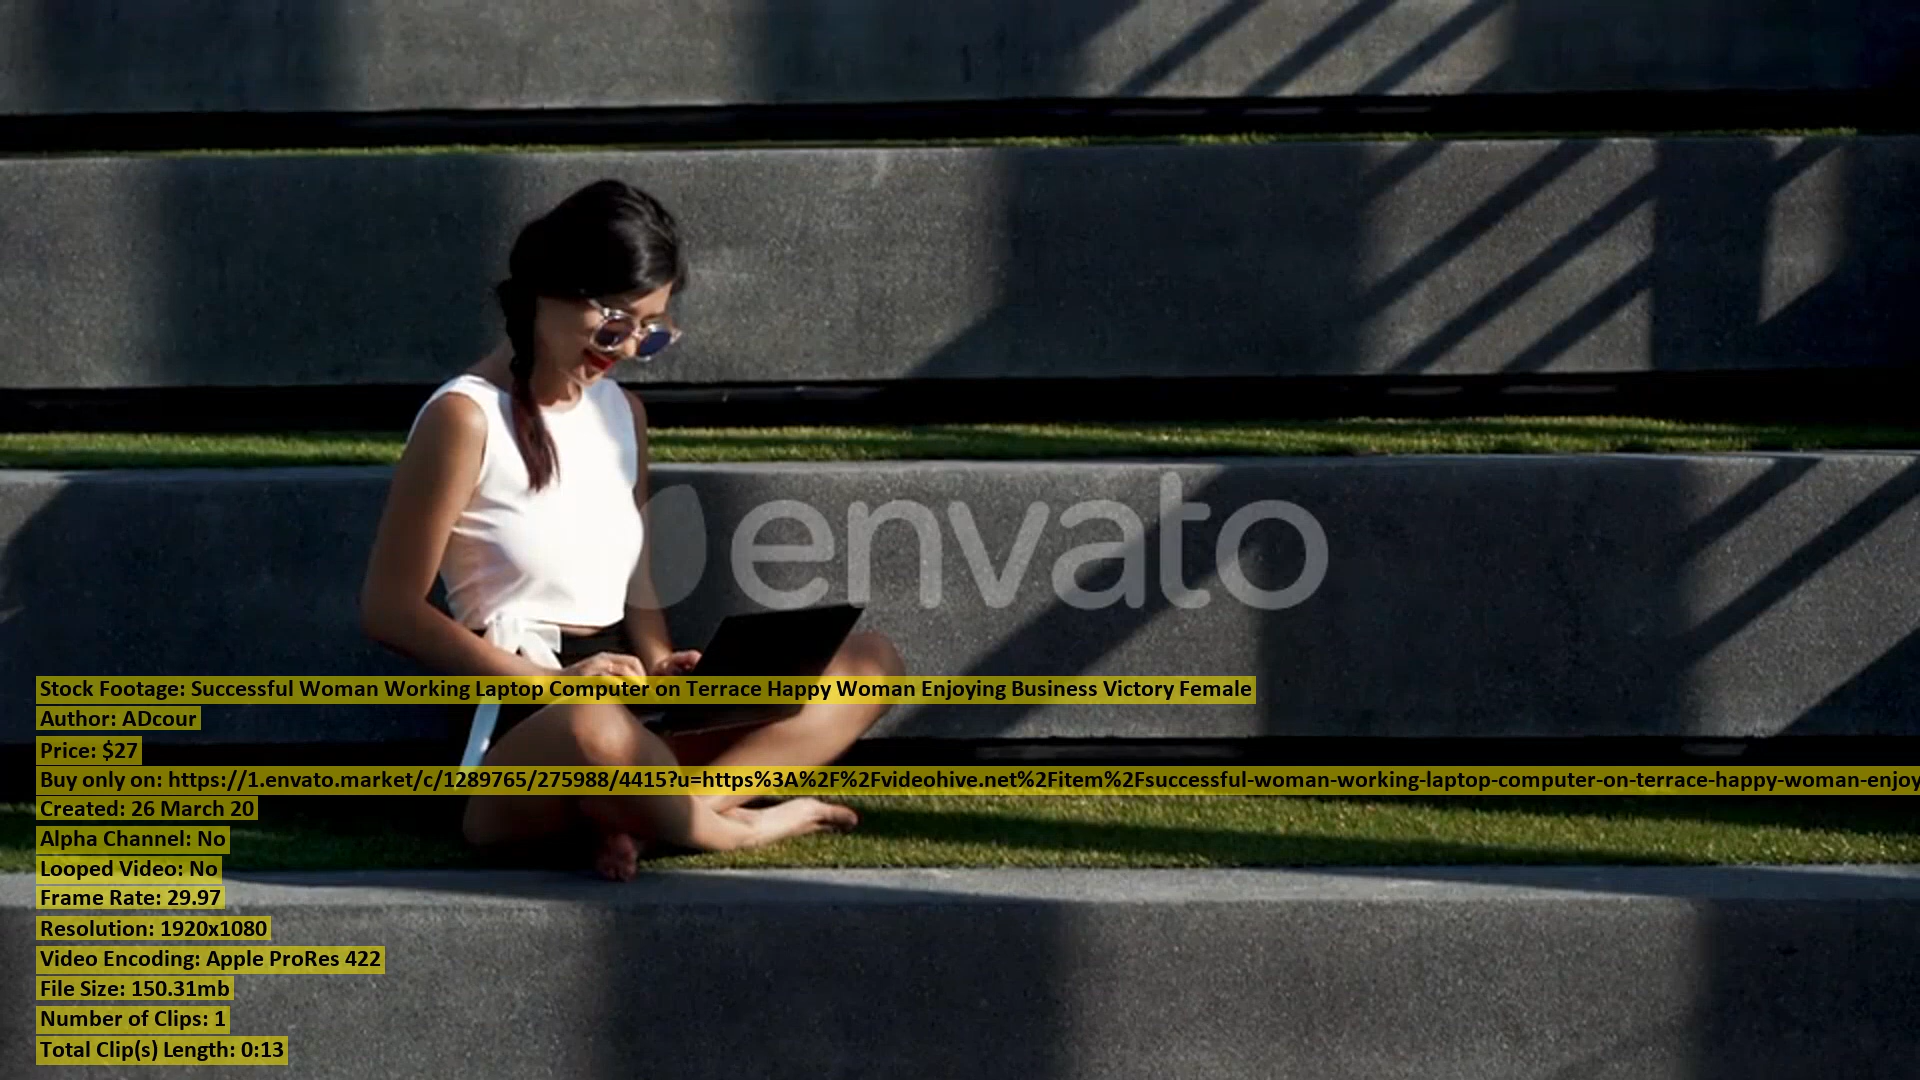 envato
Stock Footage: Successful Woman Working Laptop Computer on Terrace Happy Woman Enjoying Business Victory Female
Author: ADcour
Price: $27
Buy only on: https://1.envato.market/c/1289765/275988/4415?u=https%3A%2F%2Fvideohive.net%2Fitem%2Fsuccessful-woman-working-laptop-computer-on-terrace-happy-woman-enjoy
Created: 26 March 20
Alpha Channel: No
Looped Video: No
Frame Rate: 29.97
Resolution: 1920x1080
Video Encoding: Apple ProRes 422
File Size: 150.31mb
Number of Clips: 1
Total Clip(s) Length: 0:13